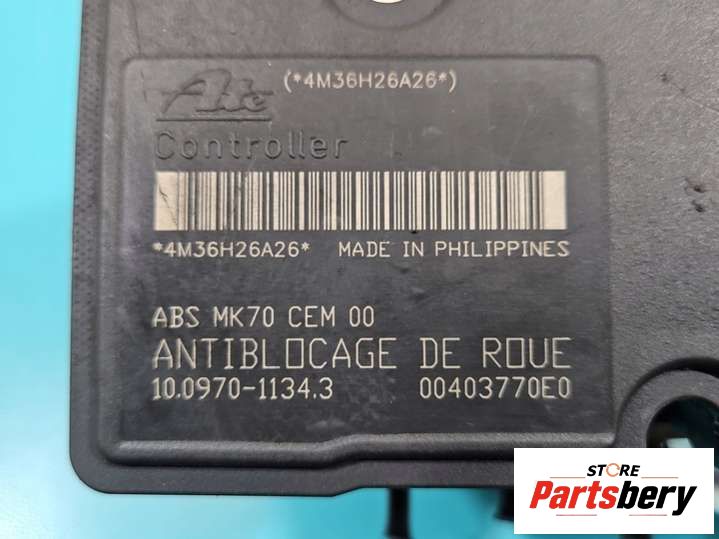 Ate (*4M36H26A26*)
Controller
*4M36H26A26* MADE IN PHILIPPINES
ABS MK70 CEM 00
ANTIBLOCAGE DE ROUE
10.0970-1134.3 00403770E0
STORE
Partsbery